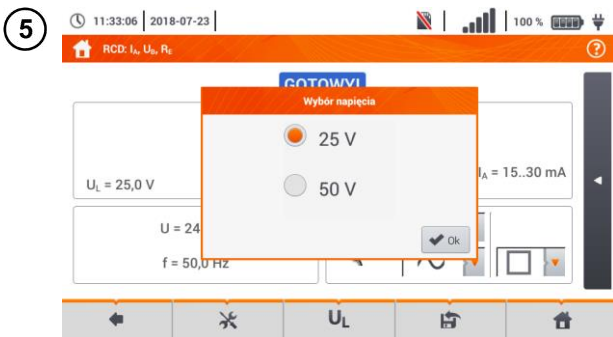 5
11:33:06 2018-07-23 100 %
RCD: IA, UB, RE ?
GOTOWY!
Wybór napięcia
25 V
50 V
Ok
UL = 25,0 V
IA = 15..30 mA
U = 24
f = 50,0 Hz
UL